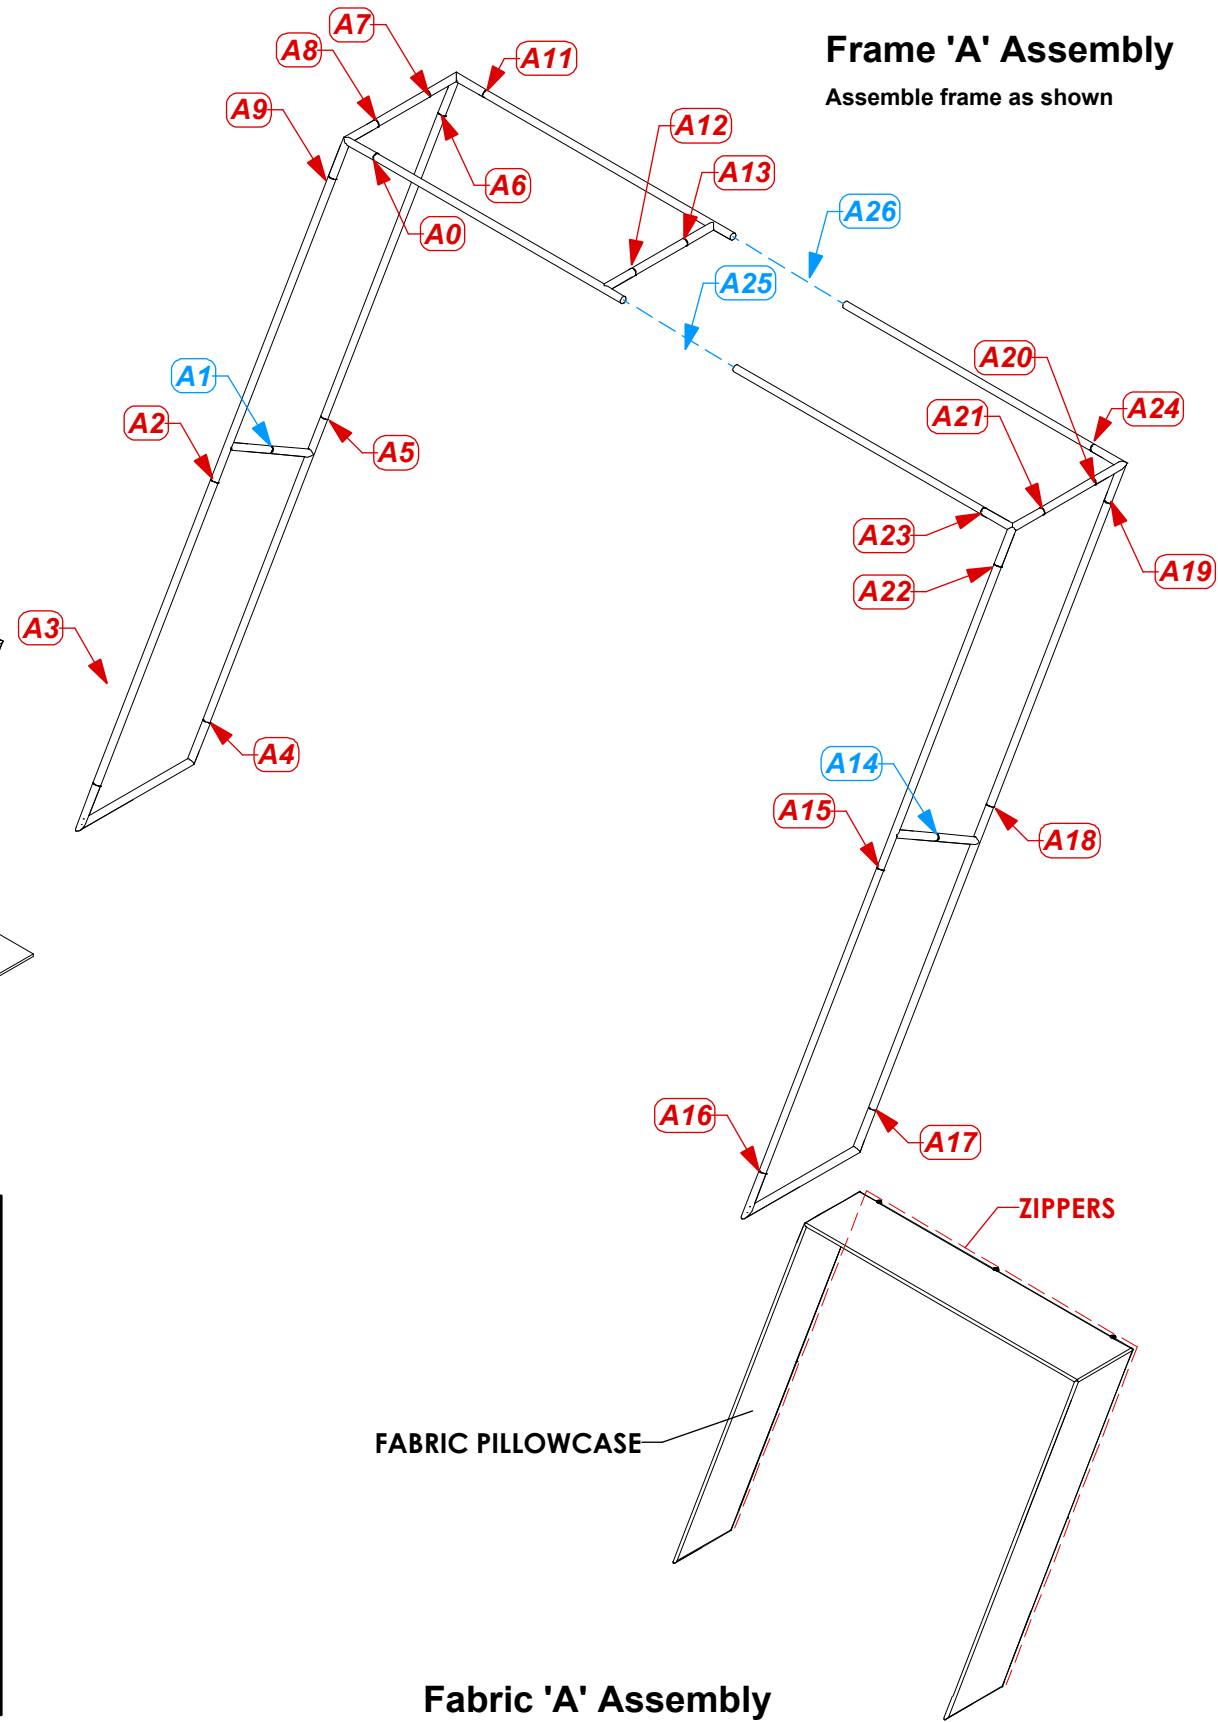 Frame 'A' Assembly
Assemble frame as shown
A7
A8
A11
A9
A12
A13
A6
A0
A26
A25
A1
A2
A5
A20
A24
A21
A23
A22
A19
A3
A4
A14
A15
A18
A16
A17
ZIPPERS
FABRIC PILLOWCASE
Fabric 'A' Assembly